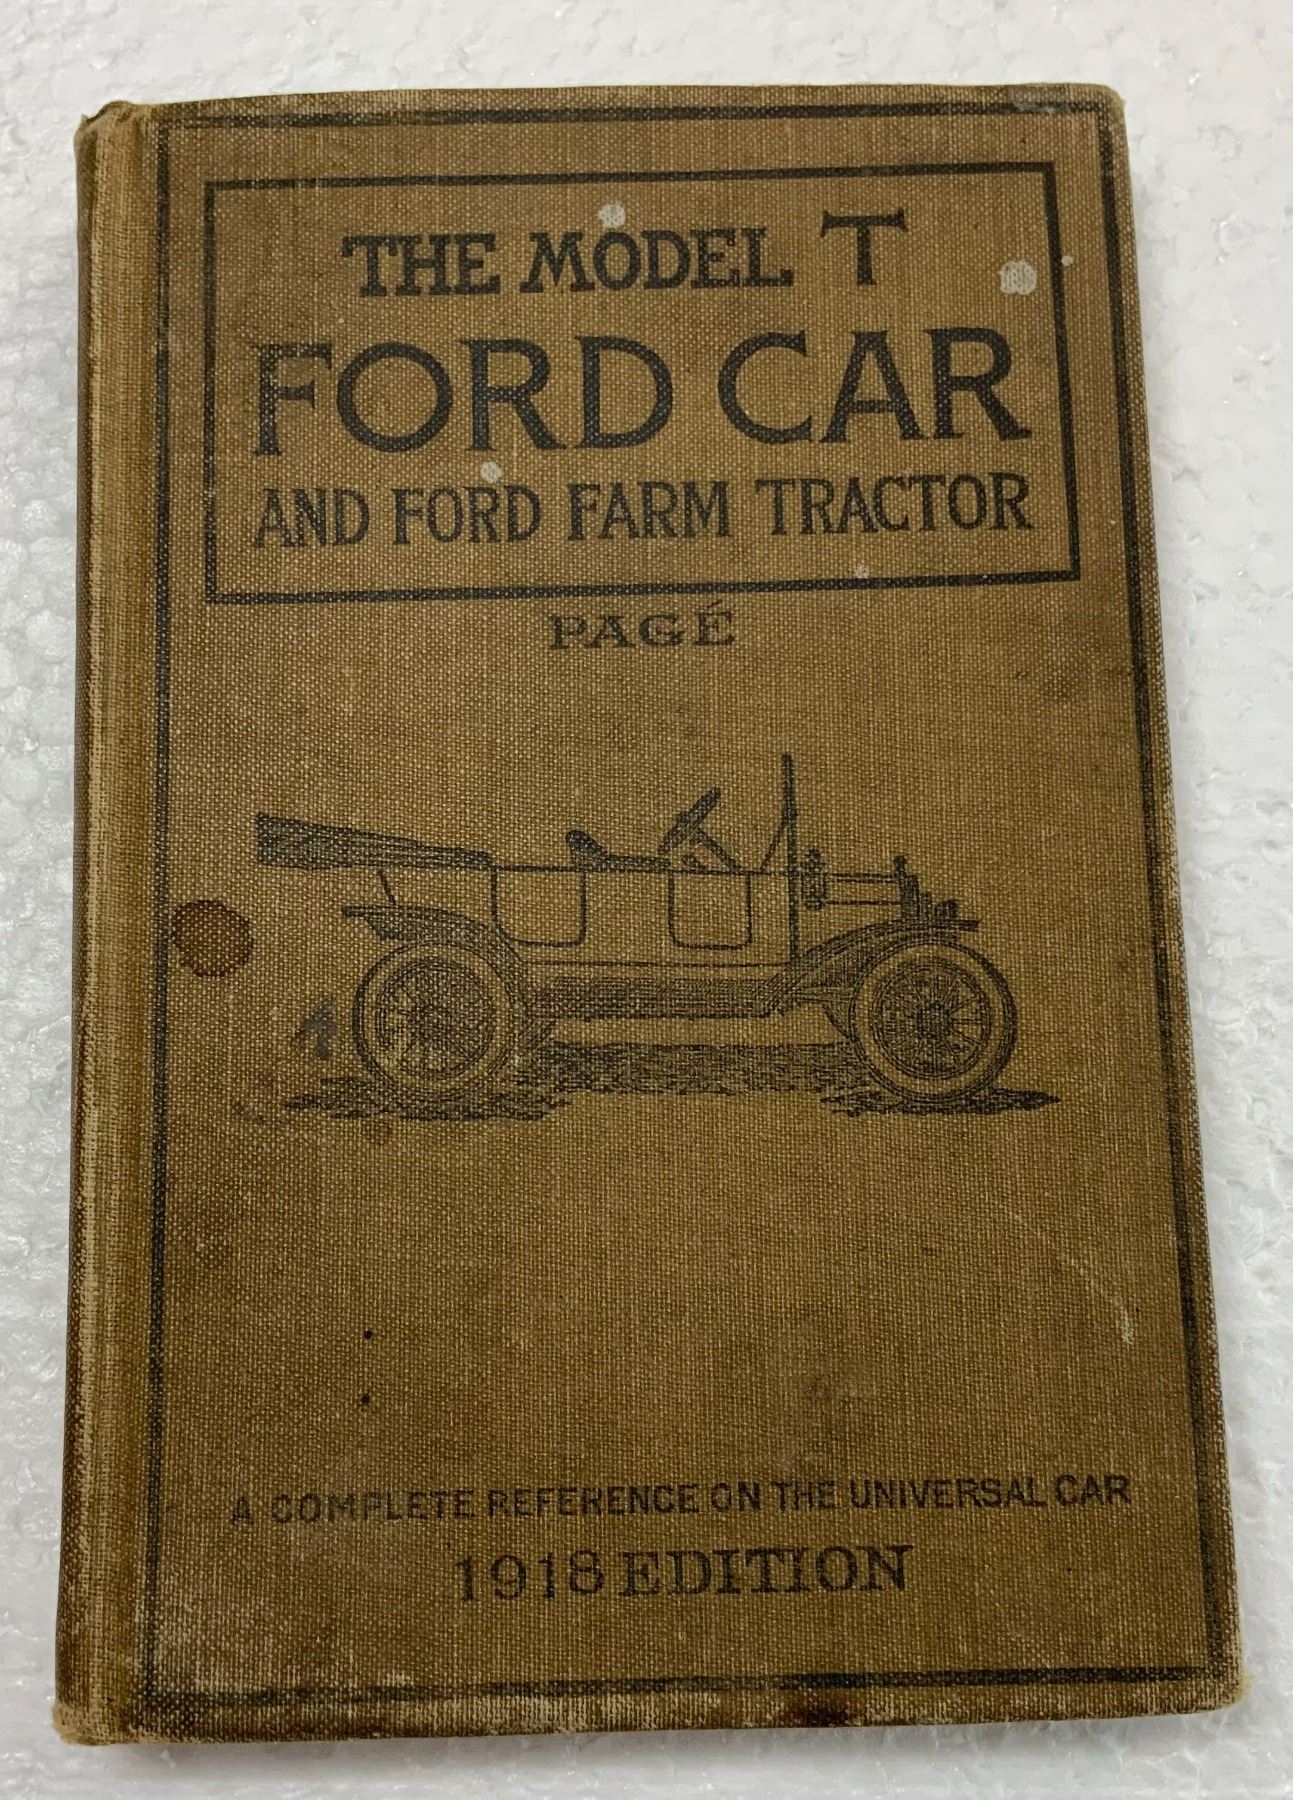 THE MODEL T
FORD CAR
AND FORD FARM TRACTOR
PAGÉ
A COMPLETE REFERENCE ON THE UNIVERSAL CAR
1918 EDITION